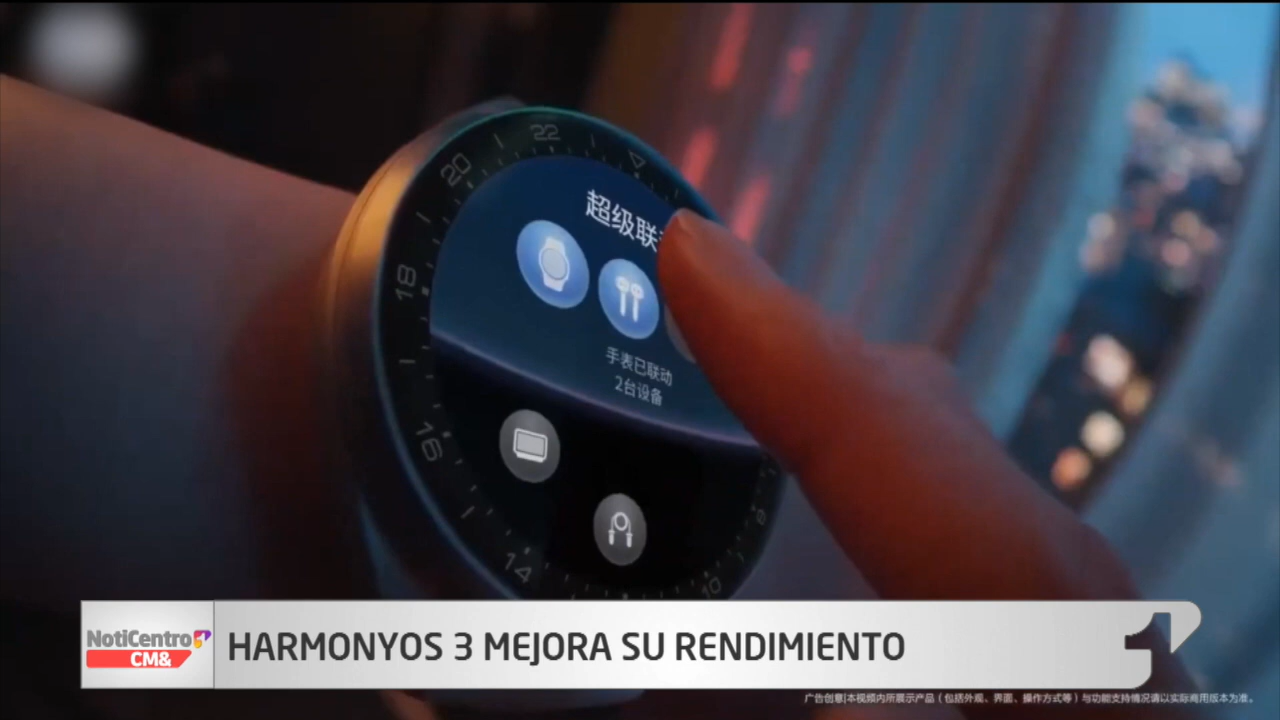 22
20
18
16
14
10
8
超级联
手表已联动
2台设备
NotiCentro 1
CM&
HARMONYOS 3 MEJORA SU RENDIMIENTO
1
广告创意|本视频内所展示产品（包括外观、界面、操作方式等）与功能支持情况请以实际商用版本为准。